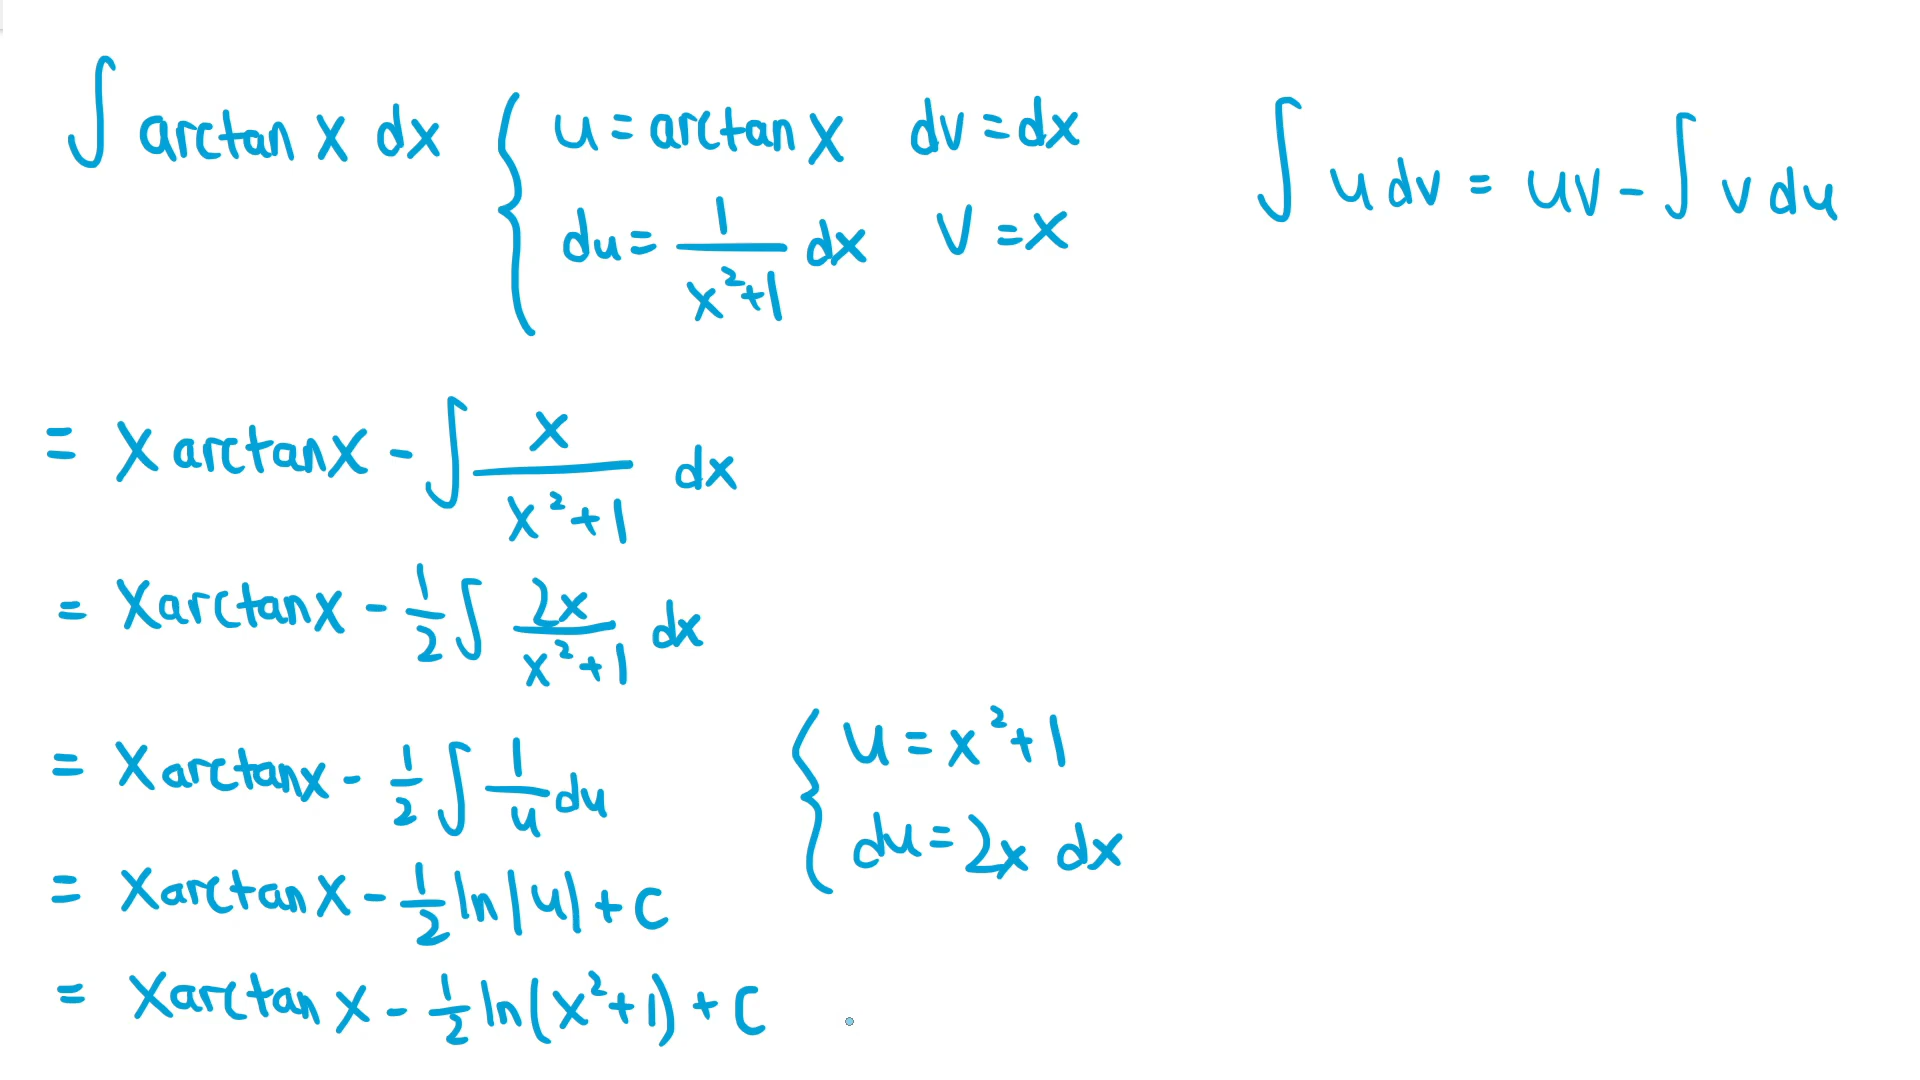 ∫ arctan x dx { u = arctan x dv = dx
du = 1/(x²+1) dx v = x
∫ u dv = uv - ∫ v du
= x arctan x - ∫ x/(x²+1) dx
= x arctan x - 1/2 ∫ 2x/(x²+1) dx
= x arctan x - 1/2 ∫ 1/u du { u = x²+1
du = 2x dx
= x arctan x - 1/2 ln|u| + c
= x arctan x - 1/2 ln(x²+1) + c